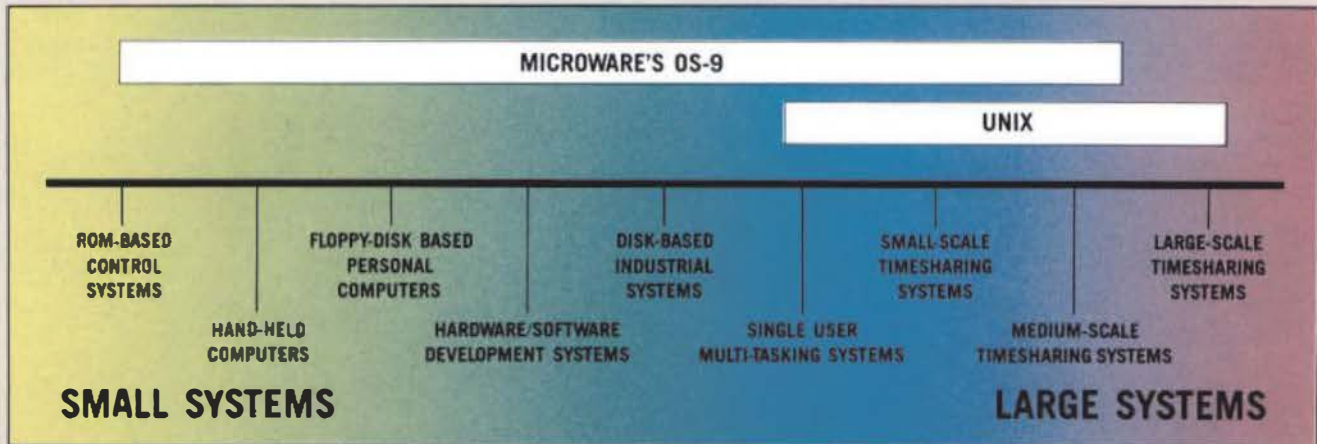 MICROWARE'S OS-9
UNIX
ROM-BASED
CONTROL
SYSTEMS
HAND-HELD
COMPUTERS
FLOPPY-DISK BASED
PERSONAL
COMPUTERS
HARDWARE/SOFTWARE
DEVELOPMENT SYSTEMS
DISK-BASED
INDUSTRIAL
SYSTEMS
SINGLE USER
MULTI-TASKING SYSTEMS
SMALL-SCALE
TIMESHARING
SYSTEMS
MEDIUM-SCALE
TIMESHARING SYSTEMS
LARGE-SCALE
TIMESHARING
SYSTEMS
SMALL SYSTEMS
LARGE SYSTEMS